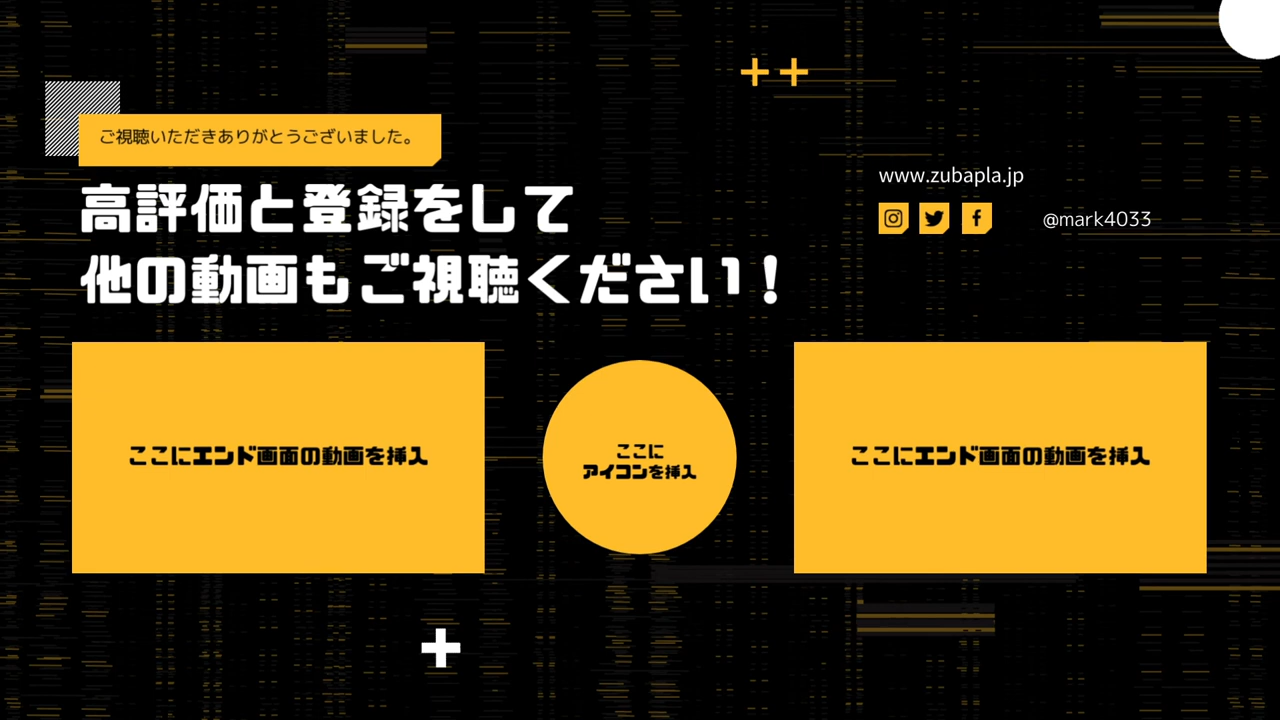 ご視聴いただきありがとうございました。
高評価と登録をして
他の動画もご視聴ください！
www.zubapla.jp
@mark4033
ここにエンド画面の動画を挿入
ここに
アイコンを挿入
ここにエンド画面の動画を挿入